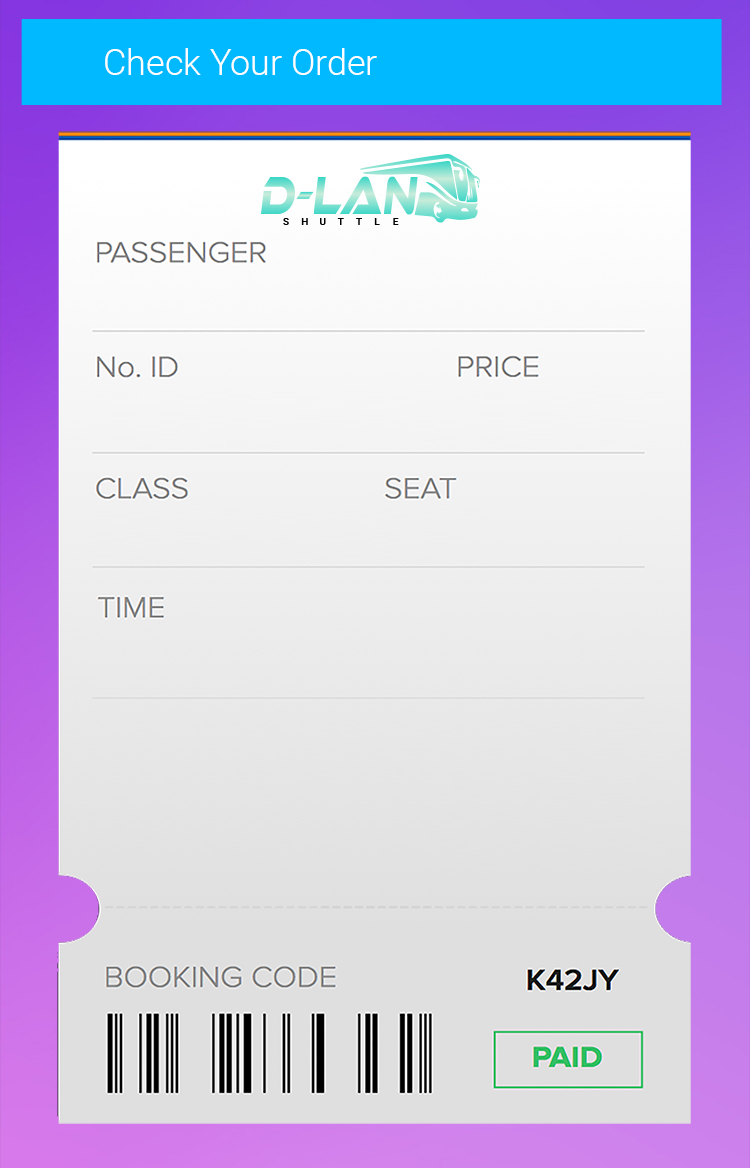 Check Your Order
D-LAN
SHUTTLE
PASSENGER
No. ID PRICE
CLASS SEAT
TIME
BOOKING CODE K42JY
PAID